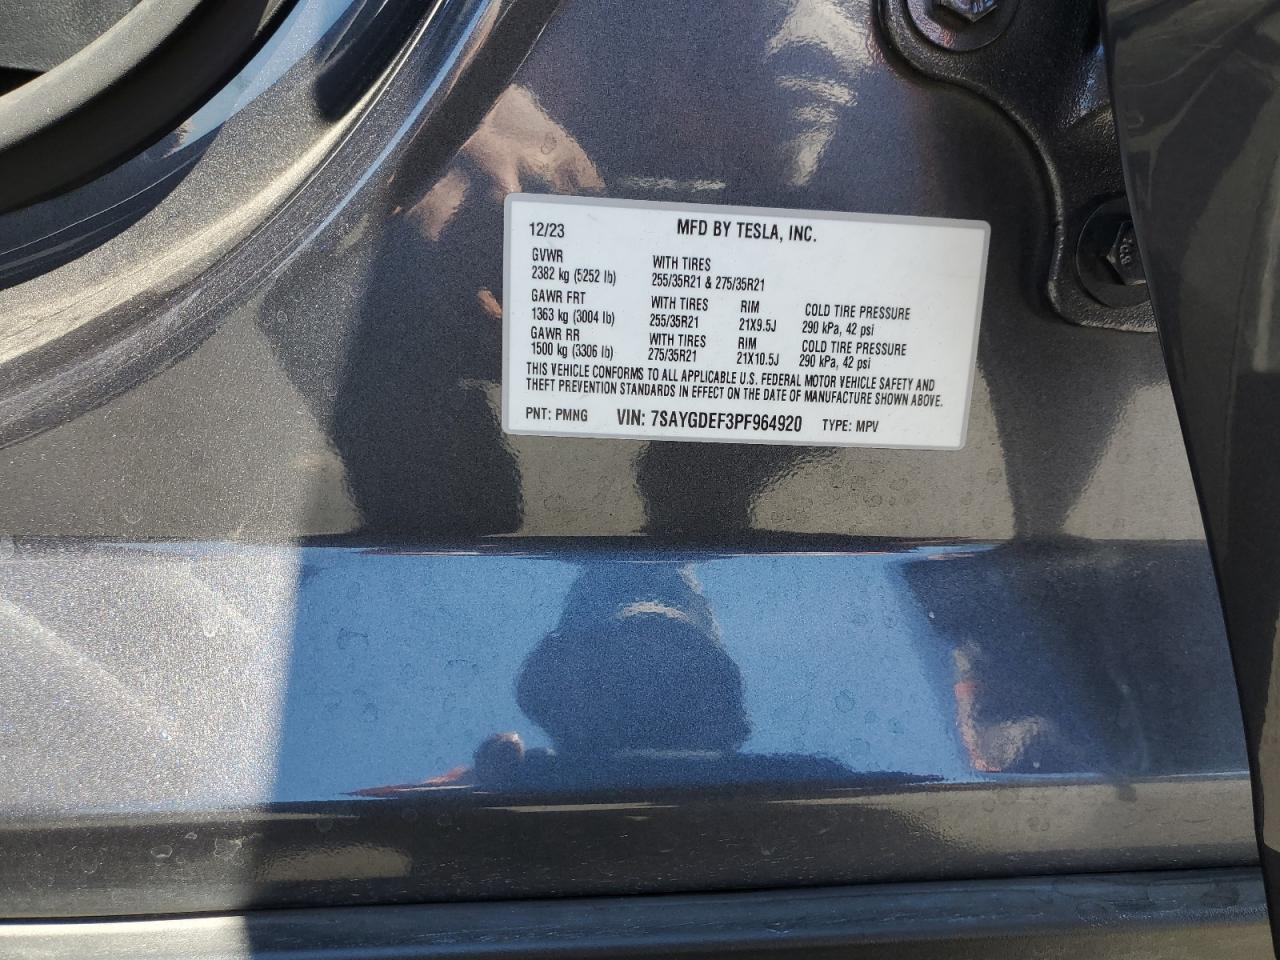 12/23 MFD BY TESLA, INC.
GVWR WITH TIRES
2382 kg (5252 lb) 255/35R21 & 275/35R21
GAWR FRT WITH TIRES RIM COLD TIRE PRESSURE
1363 kg (3004 lb) 255/35R21 21X9.5J 290 kPa, 42 psi
GAWR RR WITH TIRES RIM COLD TIRE PRESSURE
1500 kg (3306 lb) 275/35R21 21X10.5J 290 kPa, 42 psi
THIS VEHICLE CONFORMS TO ALL APPLICABLE U.S. FEDERAL MOTOR VEHICLE SAFETY AND
THEFT PREVENTION STANDARDS IN EFFECT ON THE DATE OF MANUFACTURE SHOWN ABOVE.
PNT: PMNG VIN: 7SAYGDEF3PF964920 TYPE: MPV